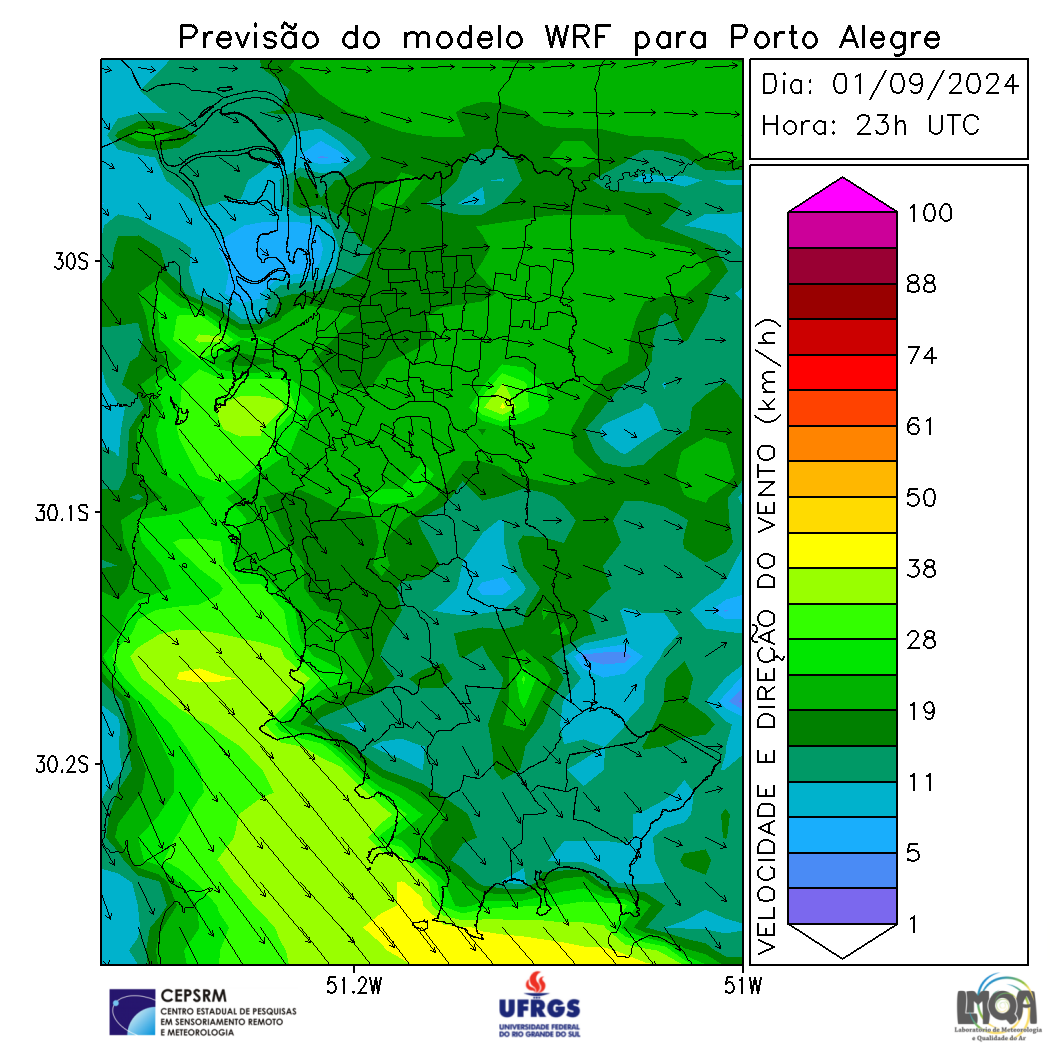 Previsão do modelo WRF para Porto Alegre
Dia: 01/09/2024
Hora: 23h UTC
30S
30.1S
30.2S
51.2W
51W
VELOCIDADE E DIREÇÃO DO VENTO (km/h)
100
88
74
61
50
38
28
19
11
5
1
CEPSRM
CENTRO ESTADUAL DE PESQUISAS
EM SENSORIAMENTO REMOTO
E METEOROLOGIA
UFRGS
UNIVERSIDADE FEDERAL
DO RIO GRANDE DO SUL
LMQA
Laboratório de Meteorologia
e Qualidade do Ar